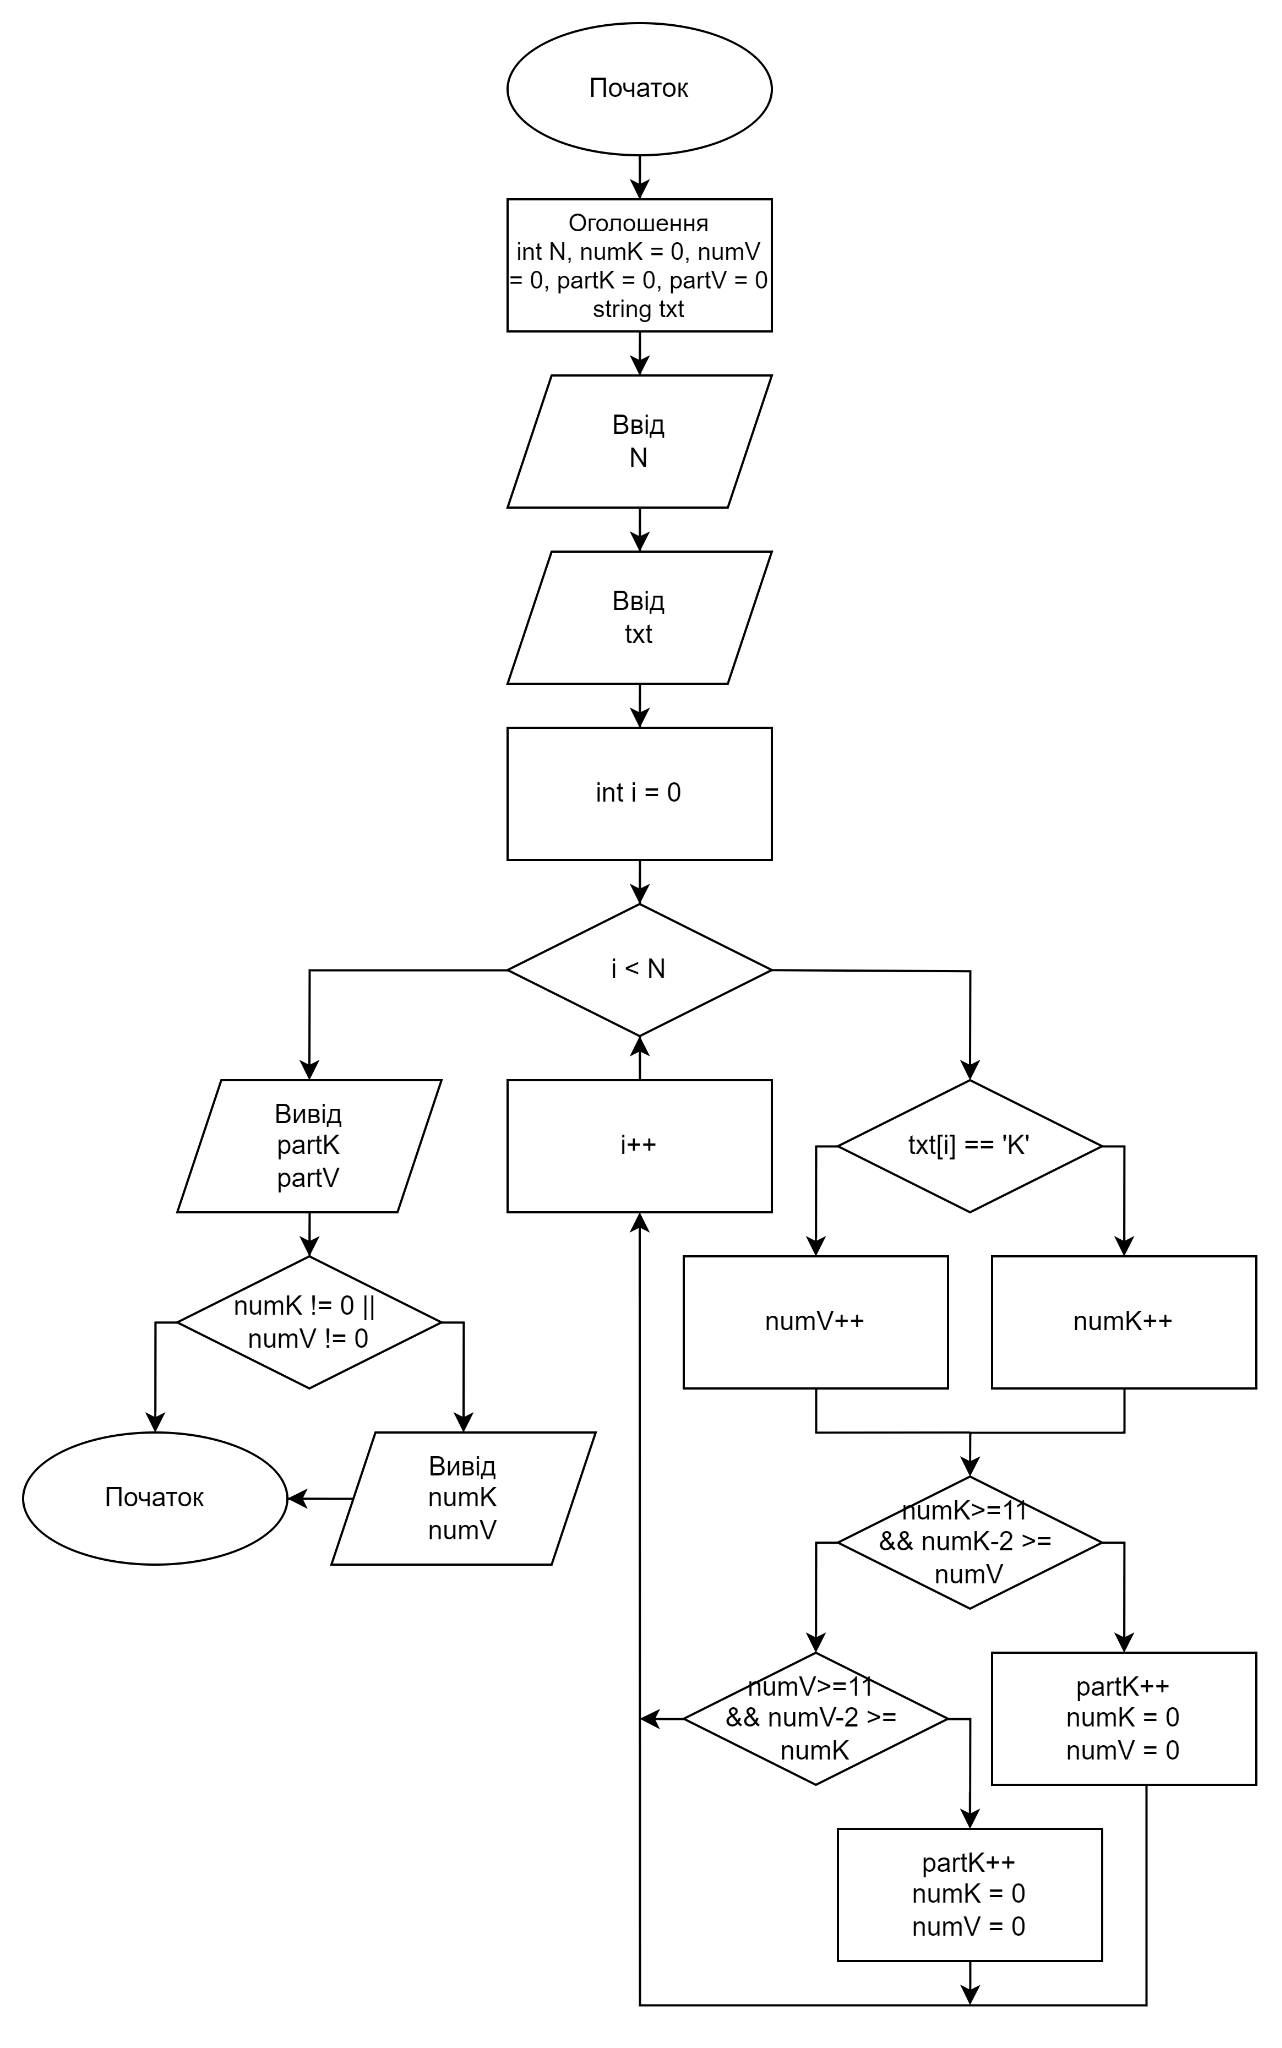 Початок
Оголошення
int N, numK = 0, numV
= 0, partK = 0, partV = 0
string txt
Ввід
N
Ввід
txt
int i = 0
i < N
Вивід
partK
partV
i++
txt[i] == 'K'
numK != 0 ||
numV != 0
numV++
numK++
Початок
Вивід
numK
numV
numK>=11
&& numK-2 >=
numV
numV>=11
&& numV-2 >=
numK
partK++
numK = 0
numV = 0
partK++
numK = 0
numV = 0